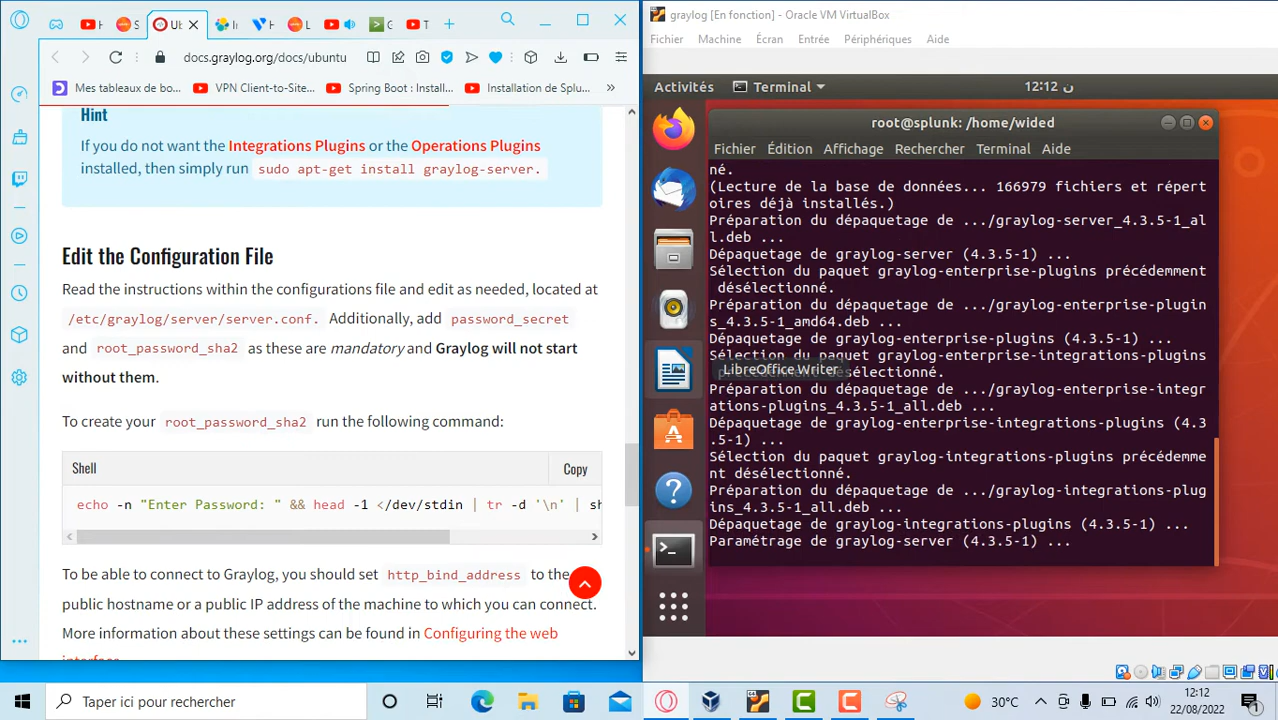 H
S
Ub
Ir
H
L
C
T
docs.graylog.org/docs/ubuntu
Mes tableaux de bo...
VPN Client-to-Site...
Spring Boot : Install...
Installation de Splu...
»
Hint
If you do not want the Integrations Plugins or the Operations Plugins
installed, then simply run sudo apt-get install graylog-server.
Edit the Configuration File
Read the instructions within the configurations file and edit as needed, located at
/etc/graylog/server/server.conf. Additionally, add password_secret
and root_password_sha2 as these are mandatory and Graylog will not start
without them.
To create your root_password_sha2 run the following command:
Shell
Copy
echo -n "Enter Password: " && head -1 </dev/stdin | tr -d '\n' | sh
To be able to connect to Graylog, you should set http_bind_address to the
public hostname or a public IP address of the machine to which you can connect.
More information about these settings can be found in Configuring the web
interface
graylog [En fonction] - Oracle VM VirtualBox
Fichier Machine Écran Entrée Périphériques Aide
Activités
Terminal
12:12 ن
root@splunk: /home/wided
Fichier Édition Affichage Rechercher Terminal Aide
né.
(Lecture de la base de données... 166979 fichiers et répert
oires déjà installés.)
Préparation du dépaquetage de .../graylog-server_4.3.5-1_al
l.deb ...
Dépaquetage de graylog-server (4.3.5-1) ...
Sélection du paquet graylog-enterprise-plugins précédemment
désélectionné.
Préparation du dépaquetage de .../graylog-enterprise-plugin
s_4.3.5-1_amd64.deb ...
Dépaquetage de graylog-enterprise-plugins (4.3.5-1) ...
Sélection du paquet graylog-enterprise-integrations-plugins
précédemment désélectionné.
LibreOffice Writer
Préparation du dépaquetage de .../graylog-enterprise-integr
ations-plugins_4.3.5-1_all.deb ...
Dépaquetage de graylog-enterprise-integrations-plugins (4.3
.5-1) ...
Sélection du paquet graylog-integrations-plugins précédemme
nt désélectionné.
Préparation du dépaquetage de .../graylog-integrations-plug
ins_4.3.5-1_all.deb ...
Dépaquetage de graylog-integrations-plugins (4.3.5-1) ...
Paramétrage de graylog-server (4.3.5-1) ...
Taper ici pour rechercher
30°C
12:12
22/08/2022
1